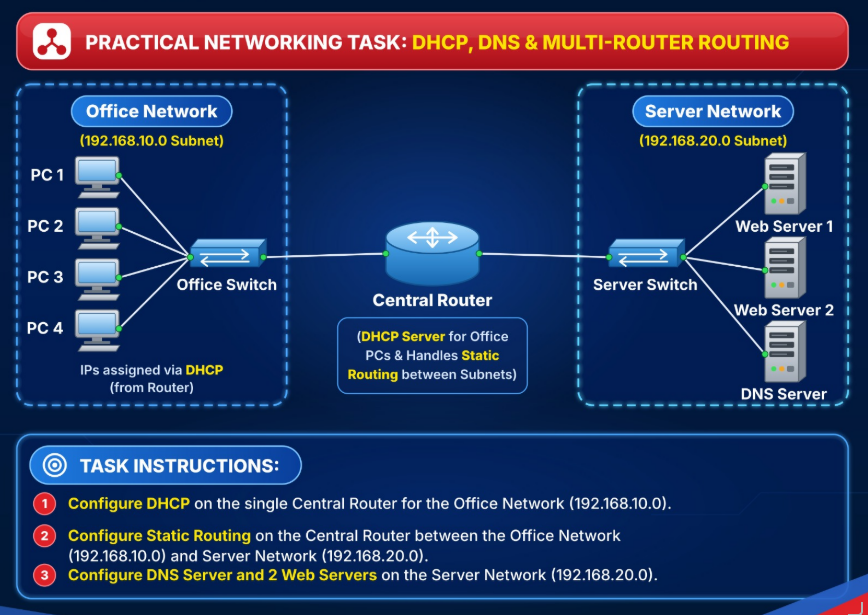 PRACTICAL NETWORKING TASK: DHCP, DNS & MULTI-ROUTER ROUTING
Office Network
(192.168.10.0 Subnet)
PC 1
PC 2
PC 3
PC 4
Office Switch
IPs assigned via DHCP
(from Router)
Central Router
(DHCP Server for Office
PCs & Handles Static
Routing between Subnets)
Server Network
(192.168.20.0 Subnet)
Web Server 1
Server Switch
Web Server 2
DNS Server
TASK INSTRUCTIONS:
1 Configure DHCP on the single Central Router for the Office Network (192.168.10.0).
2 Configure Static Routing on the Central Router between the Office Network
(192.168.10.0) and Server Network (192.168.20.0).
3 Configure DNS Server and 2 Web Servers on the Server Network (192.168.20.0).